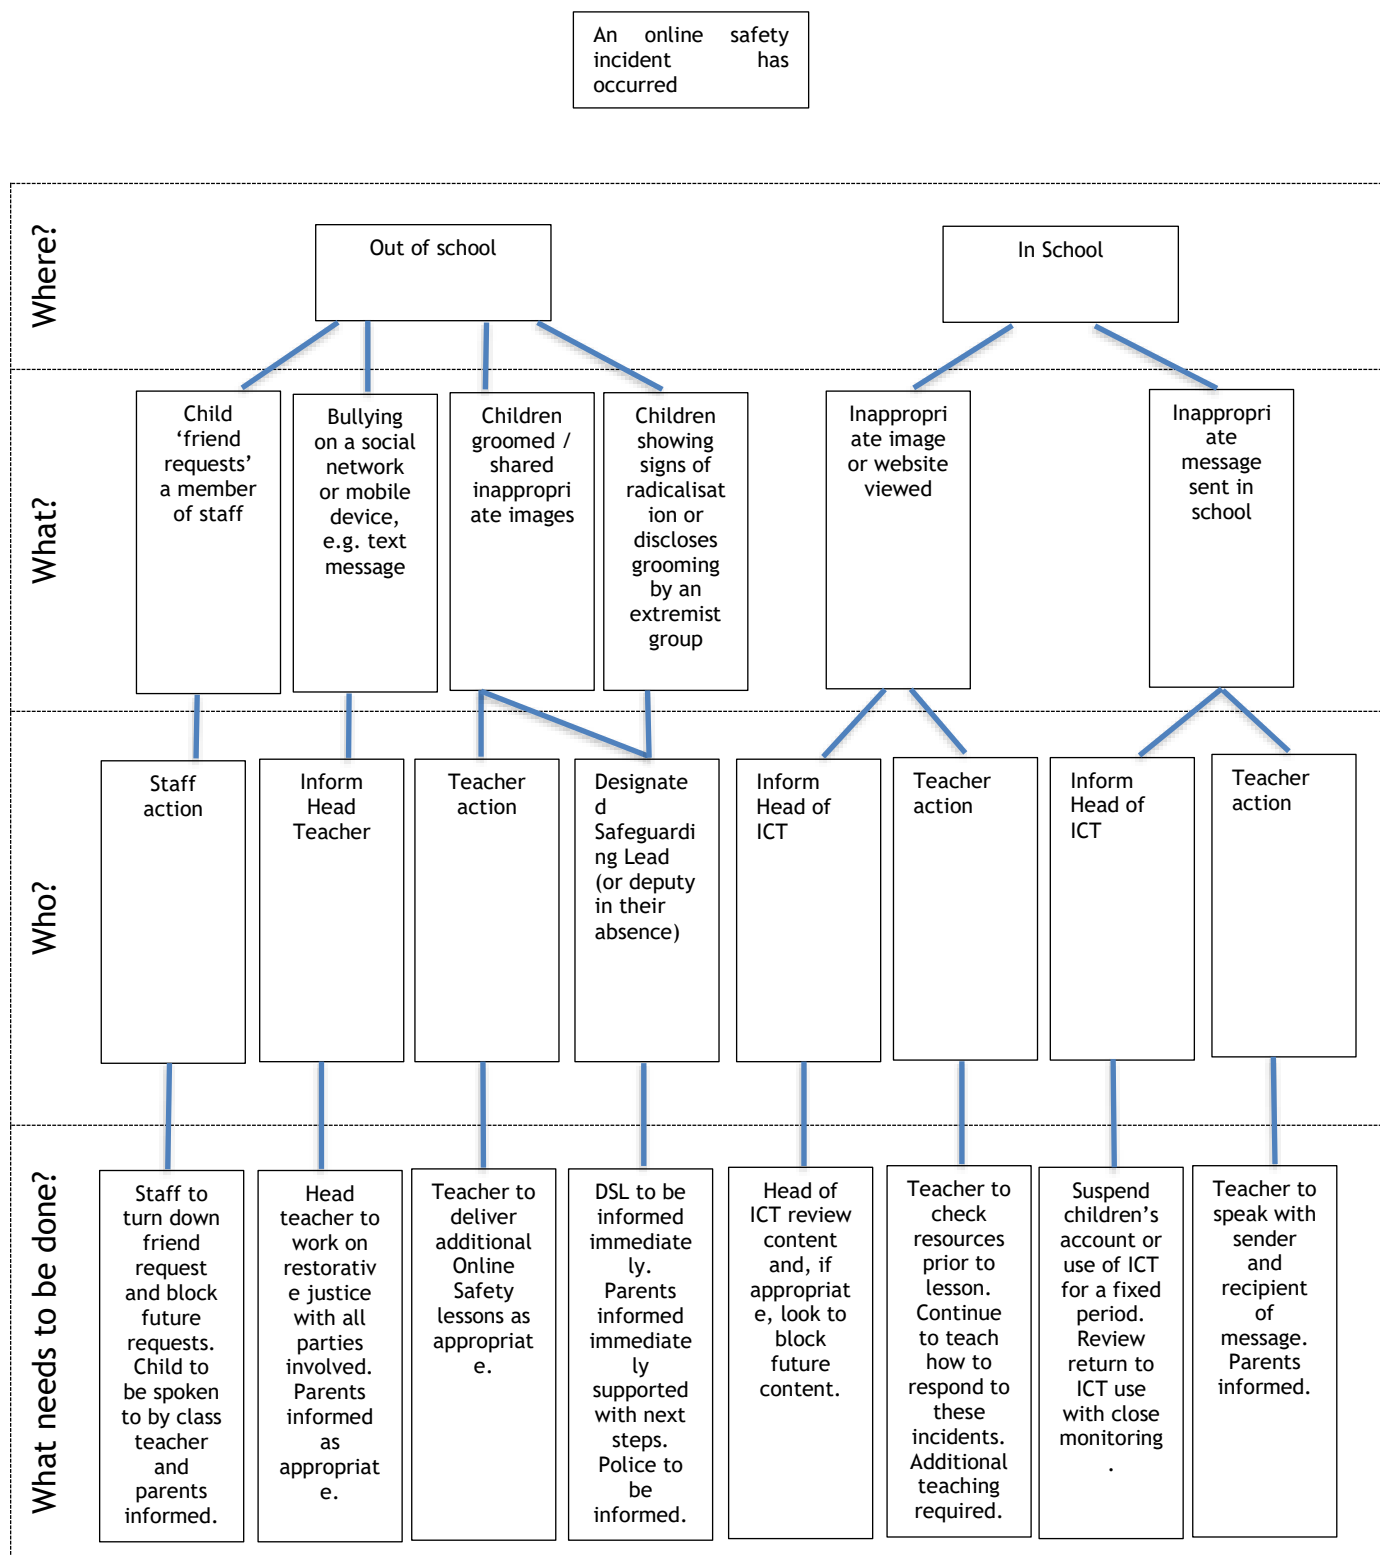 An online safety
incident has
occurred
Where?
Out of school
In School
What?
Child
‘friend
requests’
a member
of staff
Bullying
on a social
network
or mobile
device,
e.g. text
message
Children
groomed /
shared
inappropri
ate images
Children
showing
signs of
radicalisat
ion or
discloses
grooming
by an
extremist
group
Inappropri
ate image
or website
viewed
Inappropri
ate
message
sent in
school
Who?
Staff
action
Inform
Head
Teacher
Teacher
action
Designate
d
Safeguardi
ng Lead
(or deputy
in their
absence)
Inform
Head of
ICT
Teacher
action
Inform
Head of
ICT
Teacher
action
What needs to be done?
Staff to
turn down
friend
request
and block
future
requests.
Child to
be spoken
to by class
teacher
and
parents
informed.
Head
teacher to
work on
restorativ
e justice
with all
parties
involved.
Parents
informed
as
appropriat
e.
Teacher to
deliver
additional
Online
Safety
lessons as
appropriat
e.
DSL to be
informed
immediate
ly.
Parents
informed
immediate
ly
supported
with next
steps.
Police to
be
informed.
Head of
ICT review
content
and, if
appropriat
e, look to
block
future
content.
Teacher to
check
resources
prior to
lesson.
Continue
to teach
how to
respond to
these
incidents.
Additional
teaching
required.
Suspend
children’s
account or
use of ICT
for a fixed
period.
Review
return to
ICT use
with close
monitoring
.
Teacher to
speak with
sender
and
recipient
of
message.
Parents
informed.